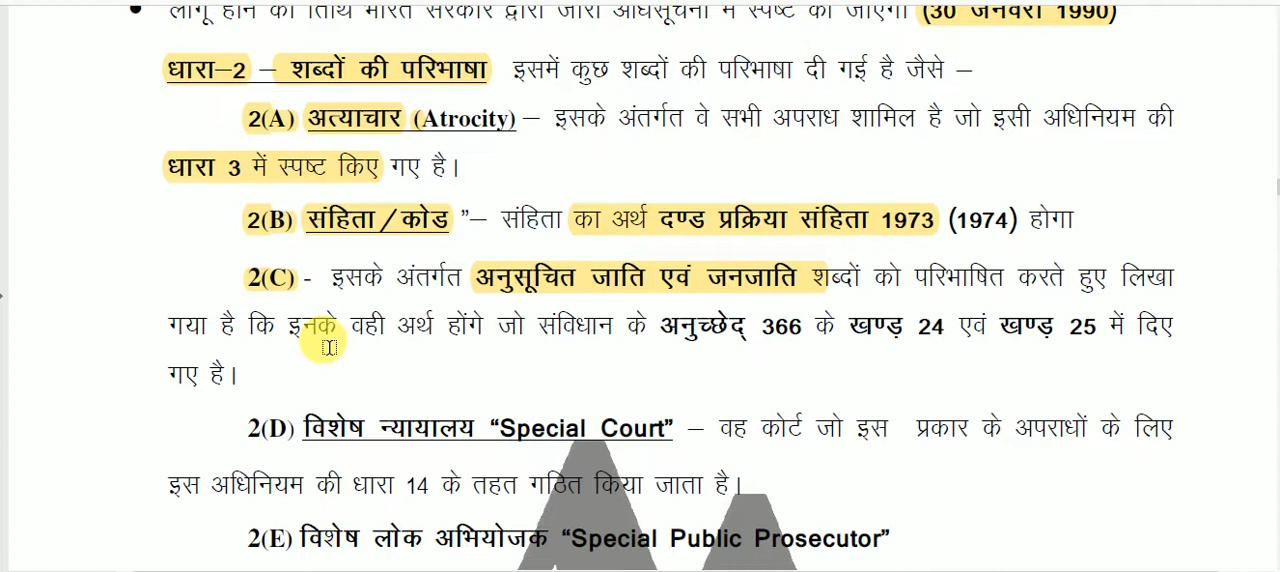 लागू होने की तिथि भारत सरकार द्वारा जारी अधिसूचना में स्पष्ट की जाएगी (30 जनवरी 1990)
धारा–2 – शब्दों की परिभाषा इसमें कुछ शब्दों की परिभाषा दी गई है जैसे –
2(A) अत्याचार (Atrocity) – इसके अंतर्गत वे सभी अपराध शामिल है जो इसी अधिनियम की
धारा 3 में स्पष्ट किए गए है।
2(B) संहिता/कोड ”– संहिता का अर्थ दण्ड प्रक्रिया संहिता 1973 (1974) होगा
2(C) - इसके अंतर्गत अनुसूचित जाति एवं जनजाति शब्दों को परिभाषित करते हुए लिखा
गया है कि इनके वही अर्थ होंगे जो संविधान के अनुच्छेद् 366 के खण्ड़ 24 एवं खण्ड़ 25 में दिए
गए है।
2(D) विशेष न्यायालय “Special Court” – वह कोर्ट जो इस प्रकार के अपराधों के लिए
इस अधिनियम की धारा 14 के तहत गठित किया जाता है।
2(E) विशेष लोक अभियोजक “Special Public Prosecutor”